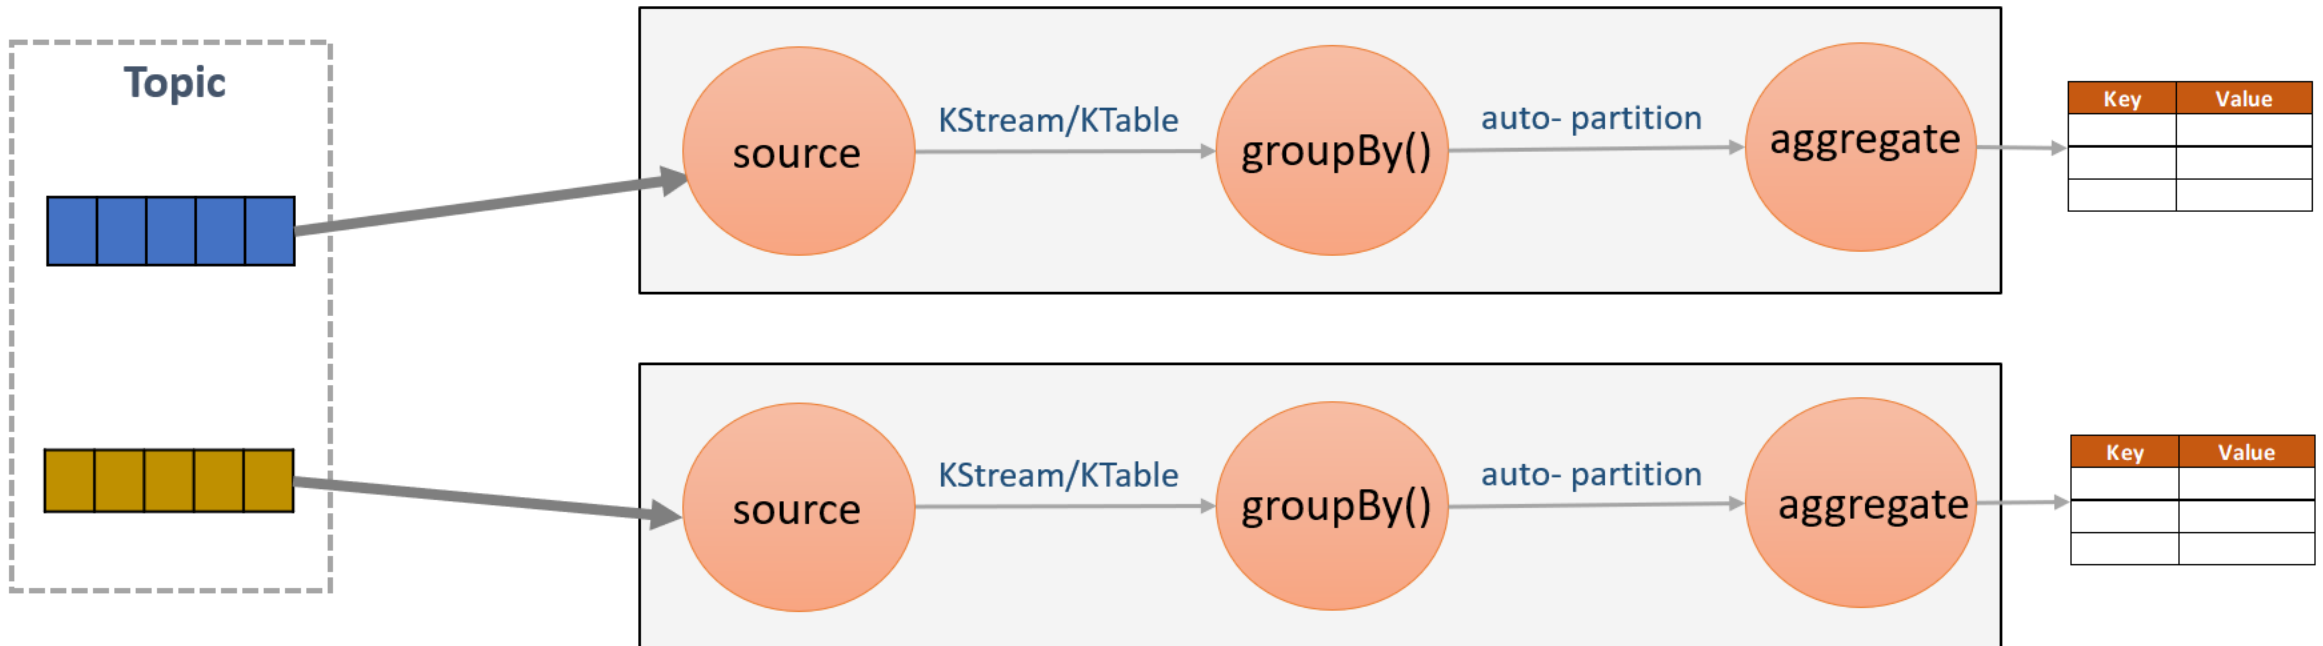 Topic
source
KStream/KTable
groupBy()
auto- partition
aggregate
Key Value
source
KStream/KTable
groupBy()
auto- partition
aggregate
Key Value